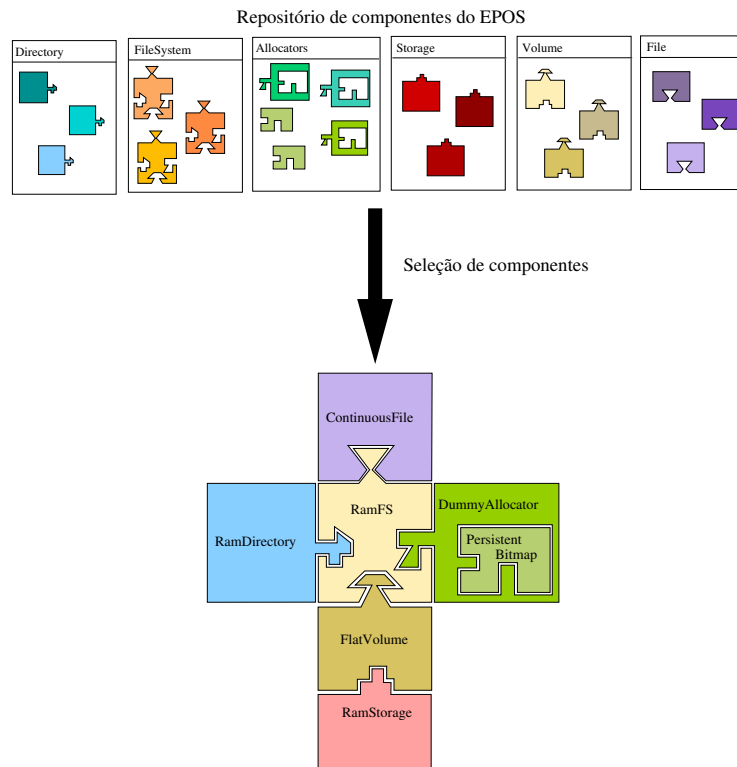 Repositório de componentes do EPOS
Directory
FileSystem
Allocators
Storage
Volume
File
Seleção de componentes
ContinuousFile
RamFS
DummyAllocator
RamDirectory
Persistent
Bitmap
FlatVolume
RamStorage